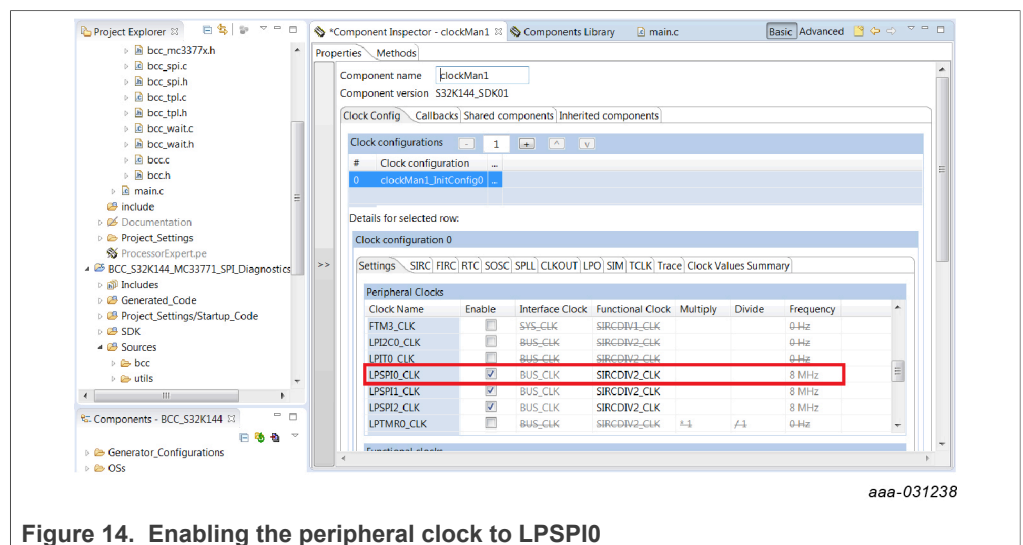 Project Explorer
bcc_mc3377x.h
bcc_spi.c
bcc_spi.h
bcc_tpl.c
bcc_tpl.h
bcc_wait.c
bcc_wait.h
bcc.c
bcc.h
main.c
include
Documentation
Project_Settings
ProcessorExpert.pe
BCC_S32K144_MC33771_SPI_Diagnostics
Includes
Generated_Code
Project_Settings/Startup_Code
SDK
Sources
bcc
utils
Components - BCC_S32K144
Generator_Configurations
OSs
*Component Inspector - clockMan1 Components Library main.c Basic Advanced
Properties Methods
Component name clockMan1
Component version S32K144_SDK01
Clock Config Callbacks Shared components Inherited components
Clock configurations - 1 + ^ v
# Clock configuration ...
0 clockMan1_InitConfig0 ...
Details for selected row:
Clock configuration 0
>> Settings SIRC FIRC RTC SOSC SPLL CLKOUT LPO SIM TCLK Trace Clock Values Summary
Peripheral Clocks
Clock Name Enable Interface Clock Functional Clock Multiply Divide Frequency
FTM3_CLK SYS_CLK SIRCDIV1_CLK 0 Hz
LPI2C0_CLK BUS_CLK SIRCDIV2_CLK 0 Hz
LPIT0_CLK BUS_CLK SIRCDIV2_CLK 0 Hz
LPSPI0_CLK BUS_CLK SIRCDIV2_CLK 8 MHz
LPSPI1_CLK BUS_CLK SIRCDIV2_CLK 8 MHz
LPSPI2_CLK BUS_CLK SIRCDIV2_CLK 8 MHz
LPTMR0_CLK BUS_CLK SIRCDIV2_CLK * 1 / 1 0 Hz
Functional clocks
aaa-031238
Figure 14. Enabling the peripheral clock to LPSPI0